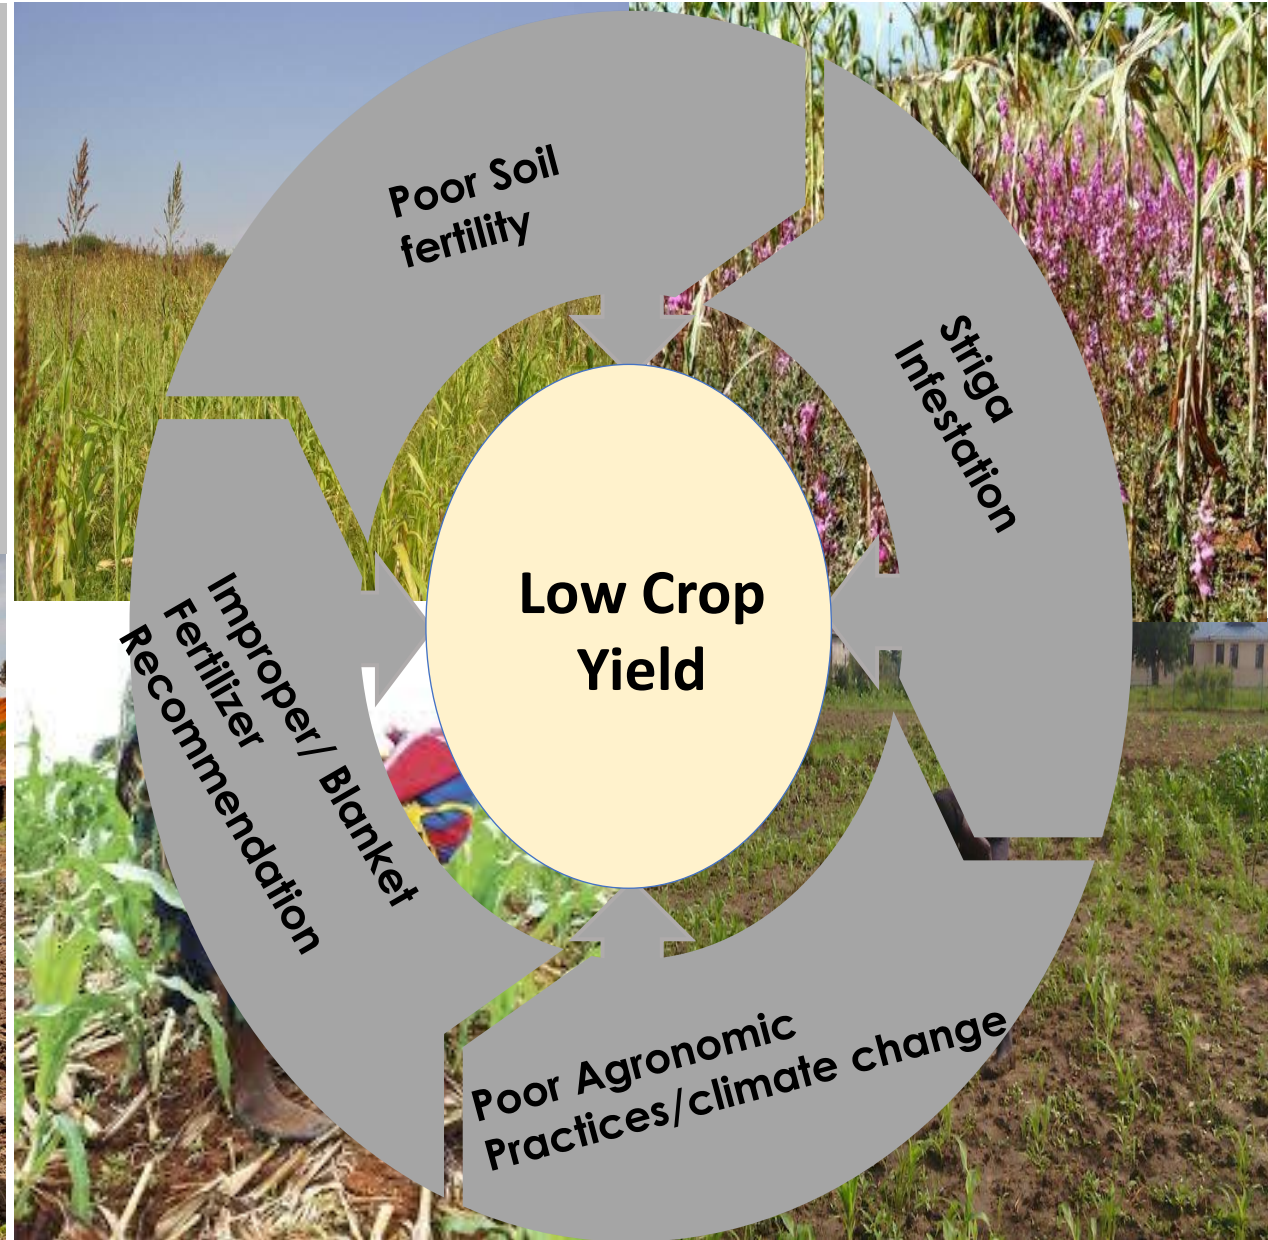 Poor Soil
fertility
Striga
Infestation
Low Crop
Yield
Improper/ Blanket
Fertilizer
Recommendation
Poor Agronomic
Practices/climate change